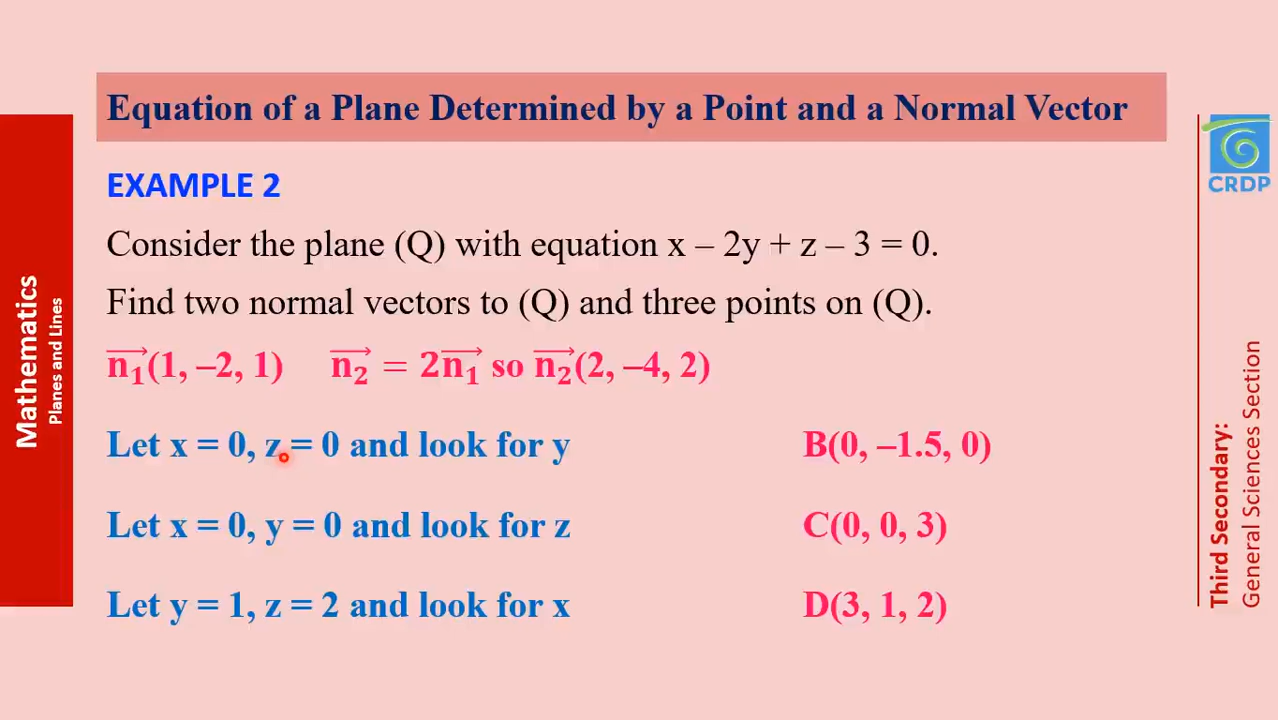 Equation of a Plane Determined by a Point and a Normal Vector
EXAMPLE 2
Consider the plane (Q) with equation x – 2y + z – 3 = 0.
Find two normal vectors to (Q) and three points on (Q).
n₁⃗(1, –2, 1) n₂⃗ = 2n₁⃗ so n₂⃗(2, –4, 2)
Let x = 0, z = 0 and look for y B(0, –1.5, 0)
Let x = 0, y = 0 and look for z C(0, 0, 3)
Let y = 1, z = 2 and look for x D(3, 1, 2)
Mathematics
Planes and Lines
CRDP
Third Secondary:
General Sciences Section